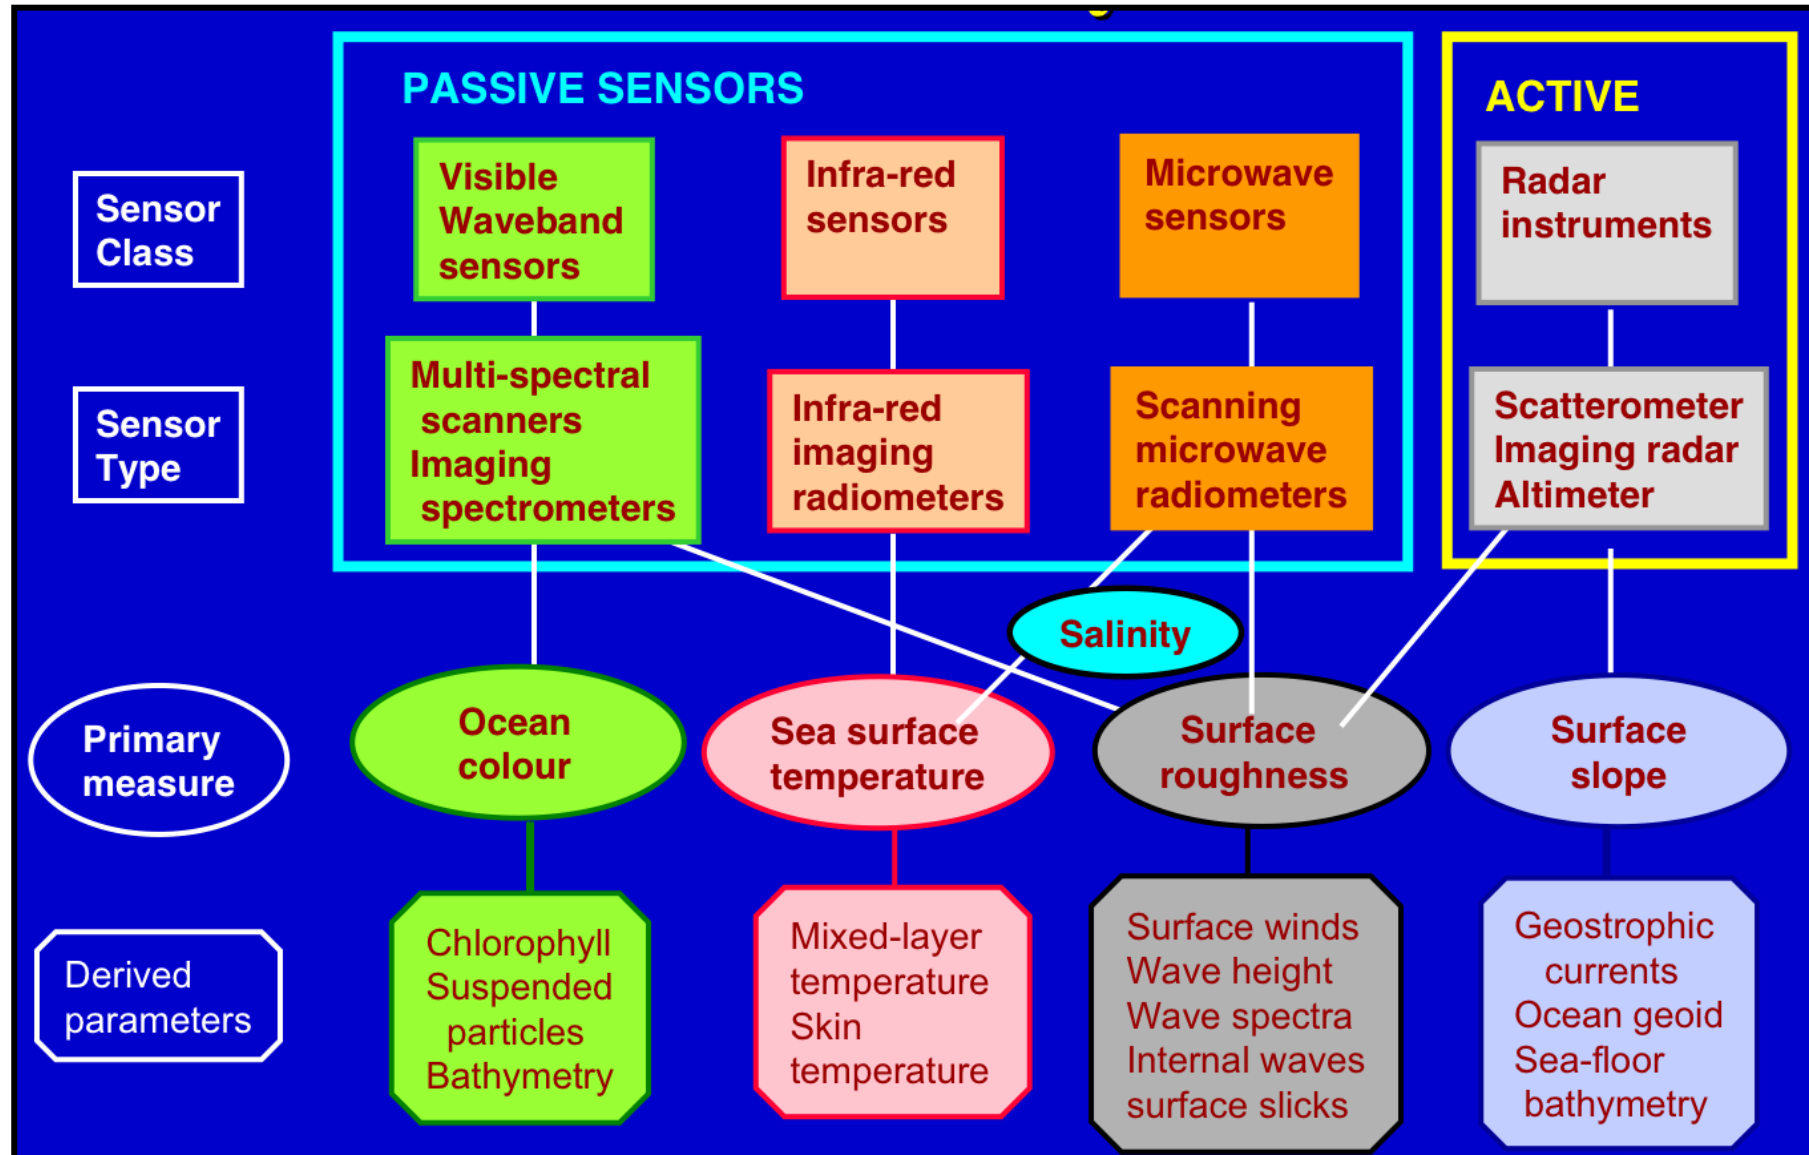 PASSIVE SENSORS
ACTIVE
Sensor
Class
Visible
Waveband
sensors
Infra-red
sensors
Microwave
sensors
Radar
instruments
Sensor
Type
Multi-spectral
scanners
Imaging
spectrometers
Infra-red
imaging
radiometers
Scanning
microwave
radiometers
Scatterometer
Imaging radar
Altimeter
Salinity
Primary
measure
Ocean
colour
Sea surface
temperature
Surface
roughness
Surface
slope
Derived
parameters
Chlorophyll
Suspended
particles
Bathymetry
Mixed-layer
temperature
Skin
temperature
Surface winds
Wave height
Wave spectra
Internal waves
surface slicks
Geostrophic
currents
Ocean geoid
Sea-floor
bathymetry